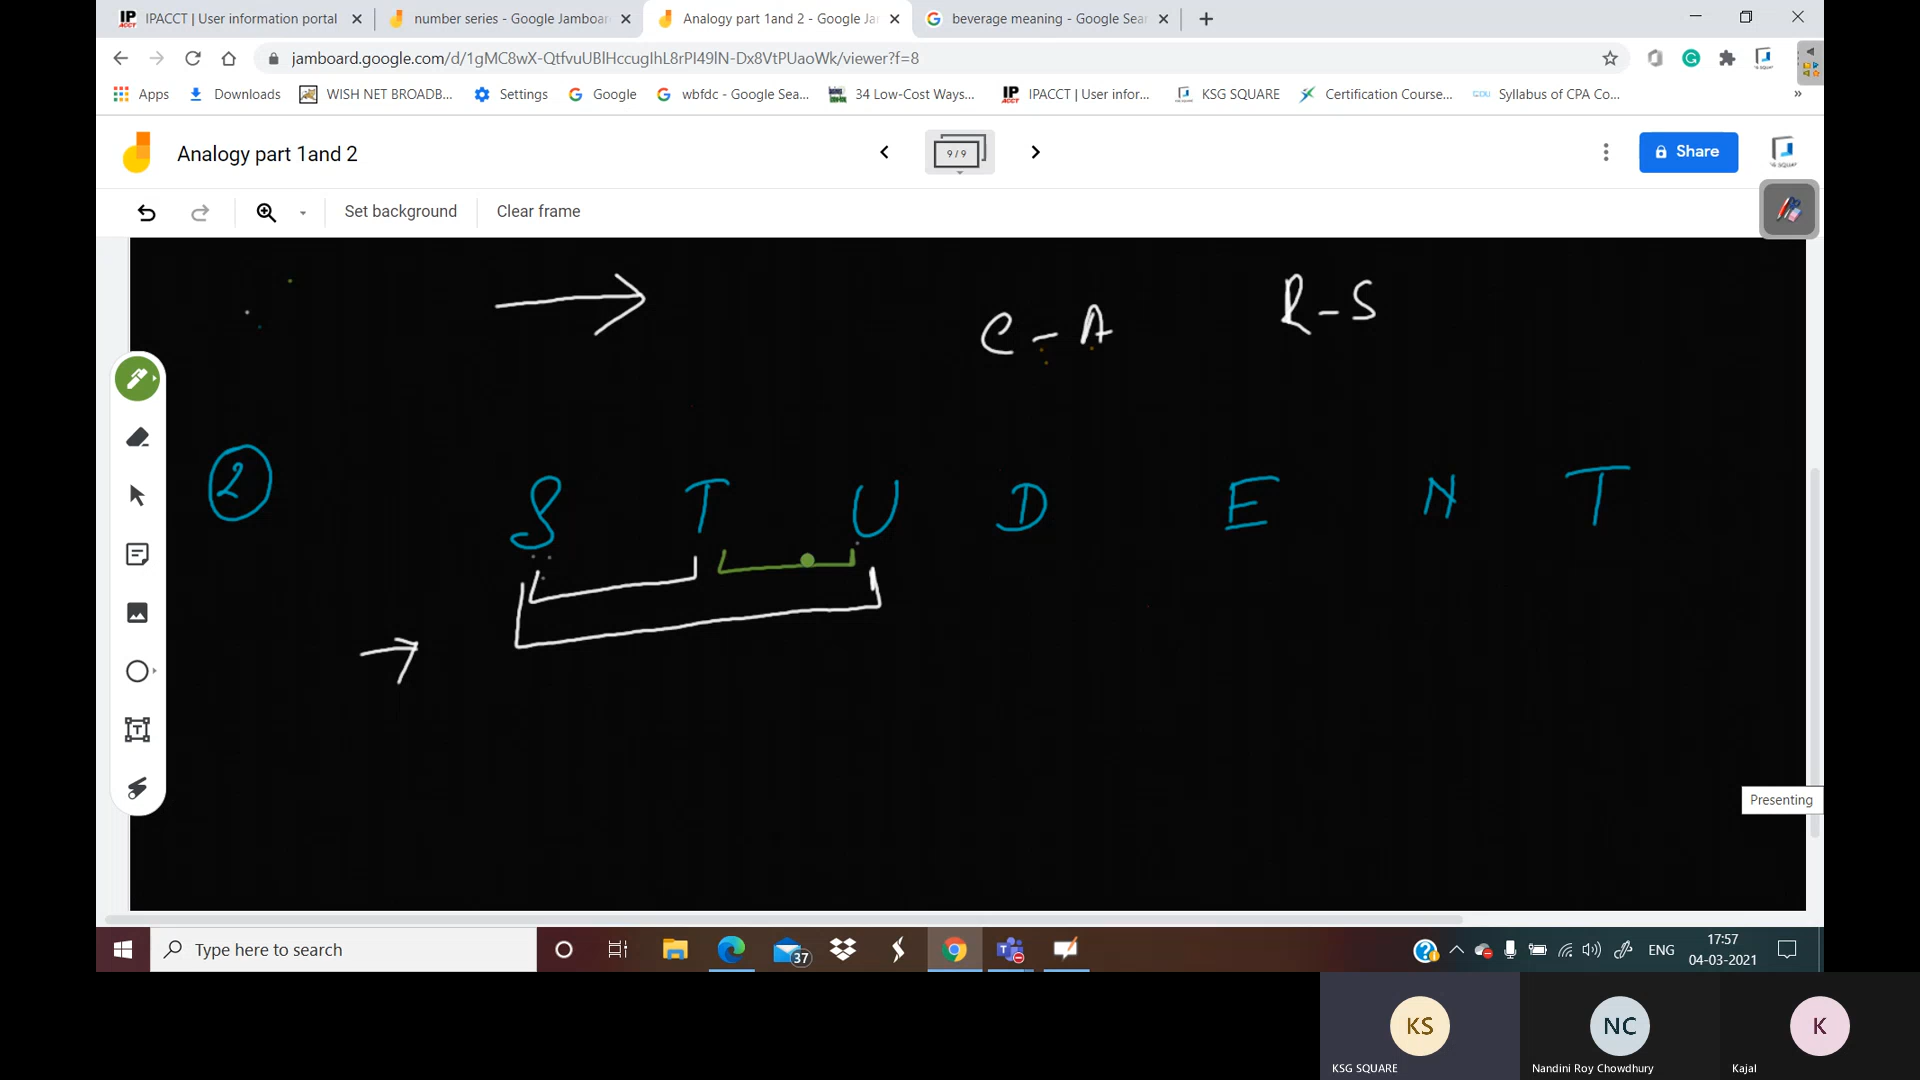 IPACCT | User information portal
number series - Google Jamboar
Analogy part 1and 2 - Google Ja
beverage meaning - Google Sear
jamboard.google.com/d/1gMC8wX-QtfvuUBlHccugIhL8rPI49lN-Dx8VtPUaoWk/viewer?f=8
Apps
Downloads
WISH NET BROADB...
Settings
Google
wbfdc - Google Sea...
34 Low-Cost Ways...
IPACCT | User infor...
KSG SQUARE
Certification Course...
Syllabus of CPA Co...
Analogy part 1and 2
9 / 9
Share
Set background
Clear frame
C - A
R - S
2
S T U D E N T
Presenting
Type here to search
37
ENG
17:57
04-03-2021
KS
NC
K
KSG SQUARE
Nandini Roy Chowdhury
Kajal